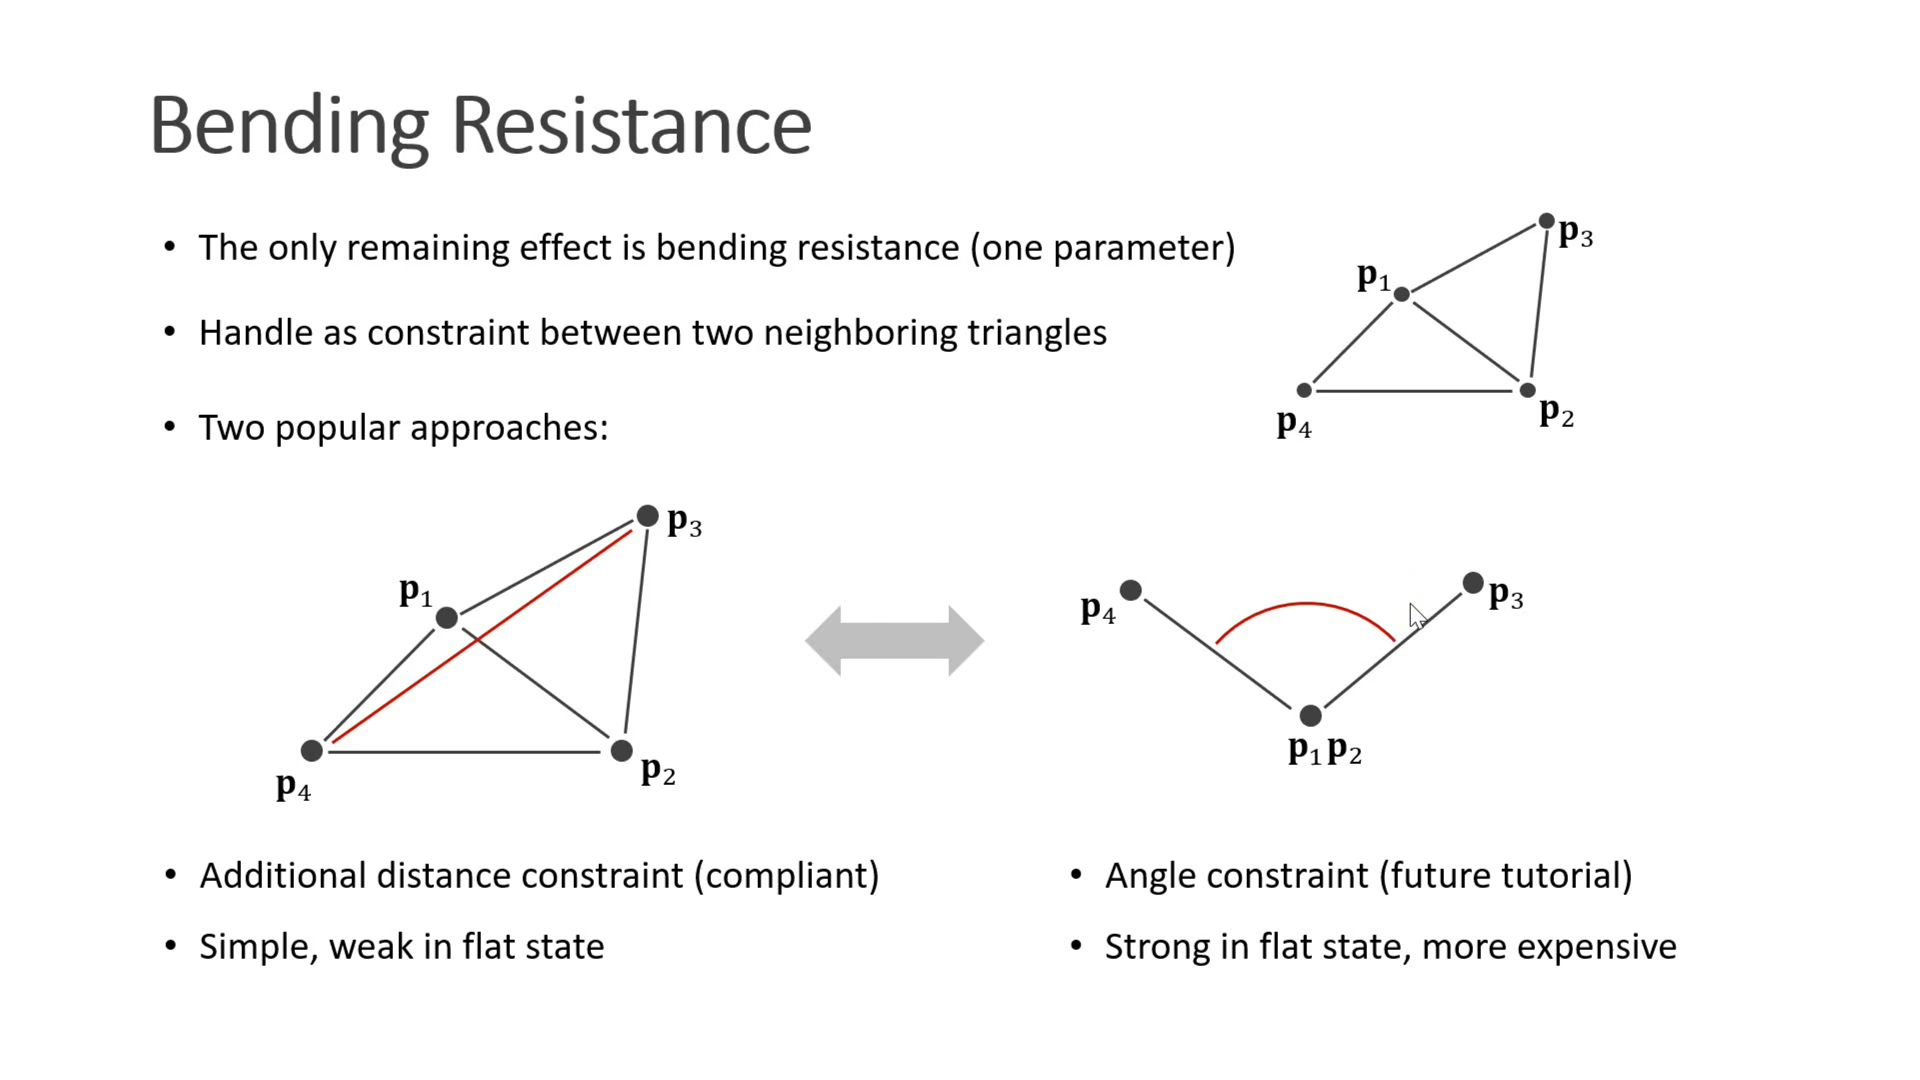 Bending Resistance
• The only remaining effect is bending resistance (one parameter)
• Handle as constraint between two neighboring triangles
• Two popular approaches:
p₃
p₁
p₄
p₂
p₃
p₁
p₄
p₂
p₄
p₃
p₁ p₂
• Additional distance constraint (compliant)
• Simple, weak in flat state
• Angle constraint (future tutorial)
• Strong in flat state, more expensive